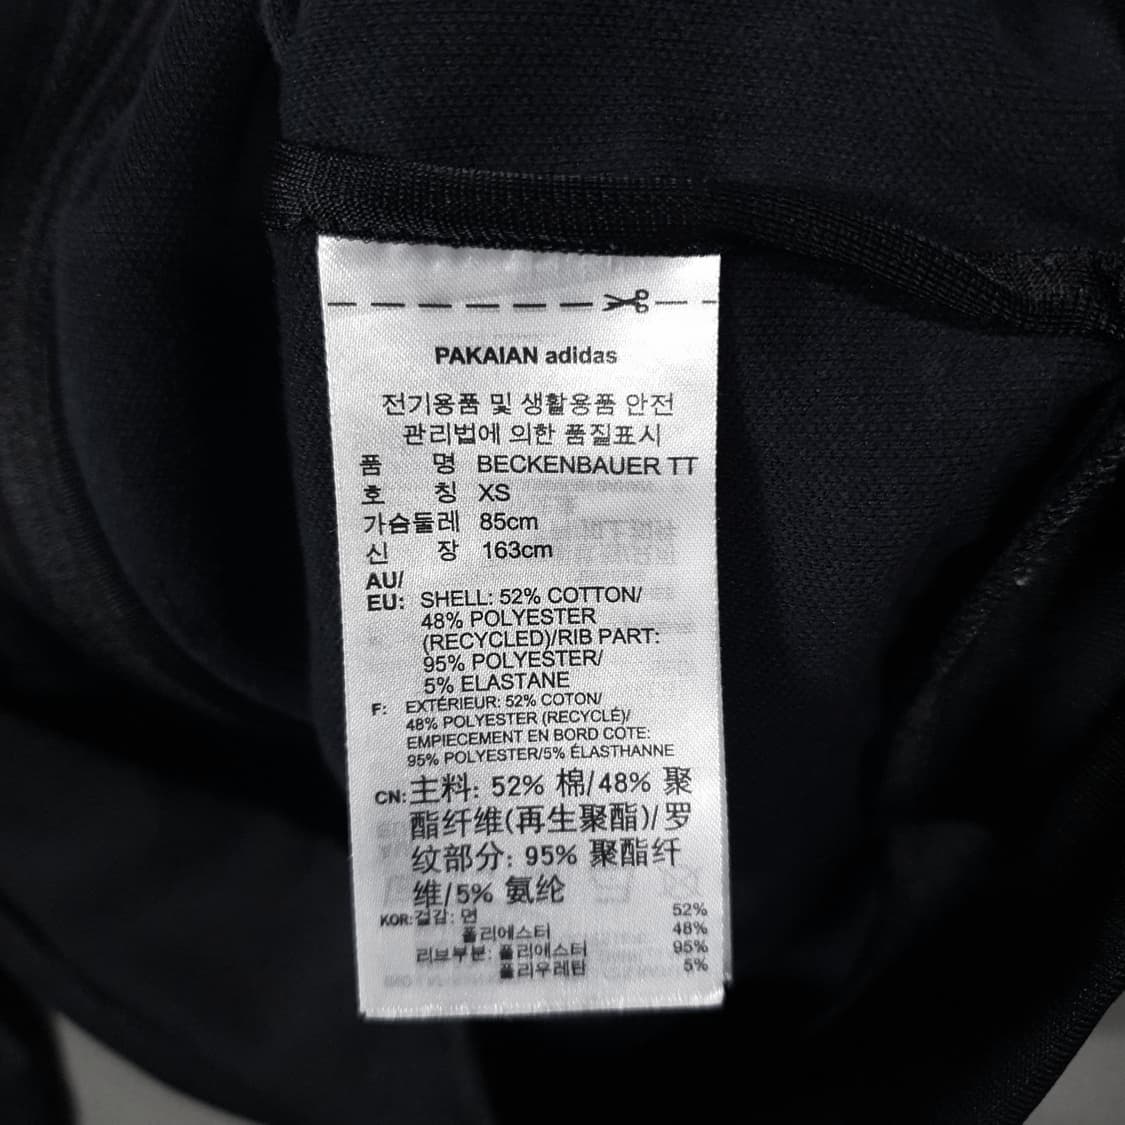 PAKAIAN adidas
전기용품 및 생활용품 안전
관리법에 의한 품질표시
품 명 BECKENBAUER TT
호 칭 XS
가슴둘레 85cm
신 장 163cm
AU/
EU: SHELL: 52% COTTON/
48% POLYESTER
(RECYCLED)/RIB PART:
95% POLYESTER/
5% ELASTANE
F: EXTÉRIEUR: 52% COTON/
48% POLYESTER (RECYCLÉ)/
EMPIECEMENT EN BORD COTE:
95% POLYESTER/5% ÉLASTHANNE
CN: 主料: 52% 棉/48% 聚
酯纤维(再生聚酯)/罗
纹部分: 95% 聚酯纤
维/5% 氨纶
KOR: 겉감: 면 52%
폴리에스터 48%
리브부분: 폴리에스터 95%
폴리우레탄 5%